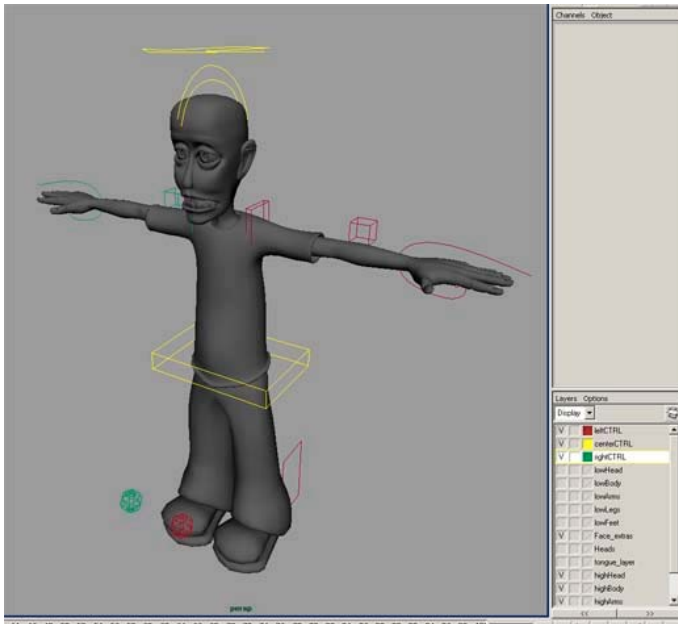 Channels Object
Layers Options
Display
V leftCTRL
V centerCTRL
V rightCTRL
lowHead
lowBody
lowArms
lowLegs
lowFeet
V Face_extras
Heads
tongue_layer
V highHead
V highBody
V highArms
<< >>
persp